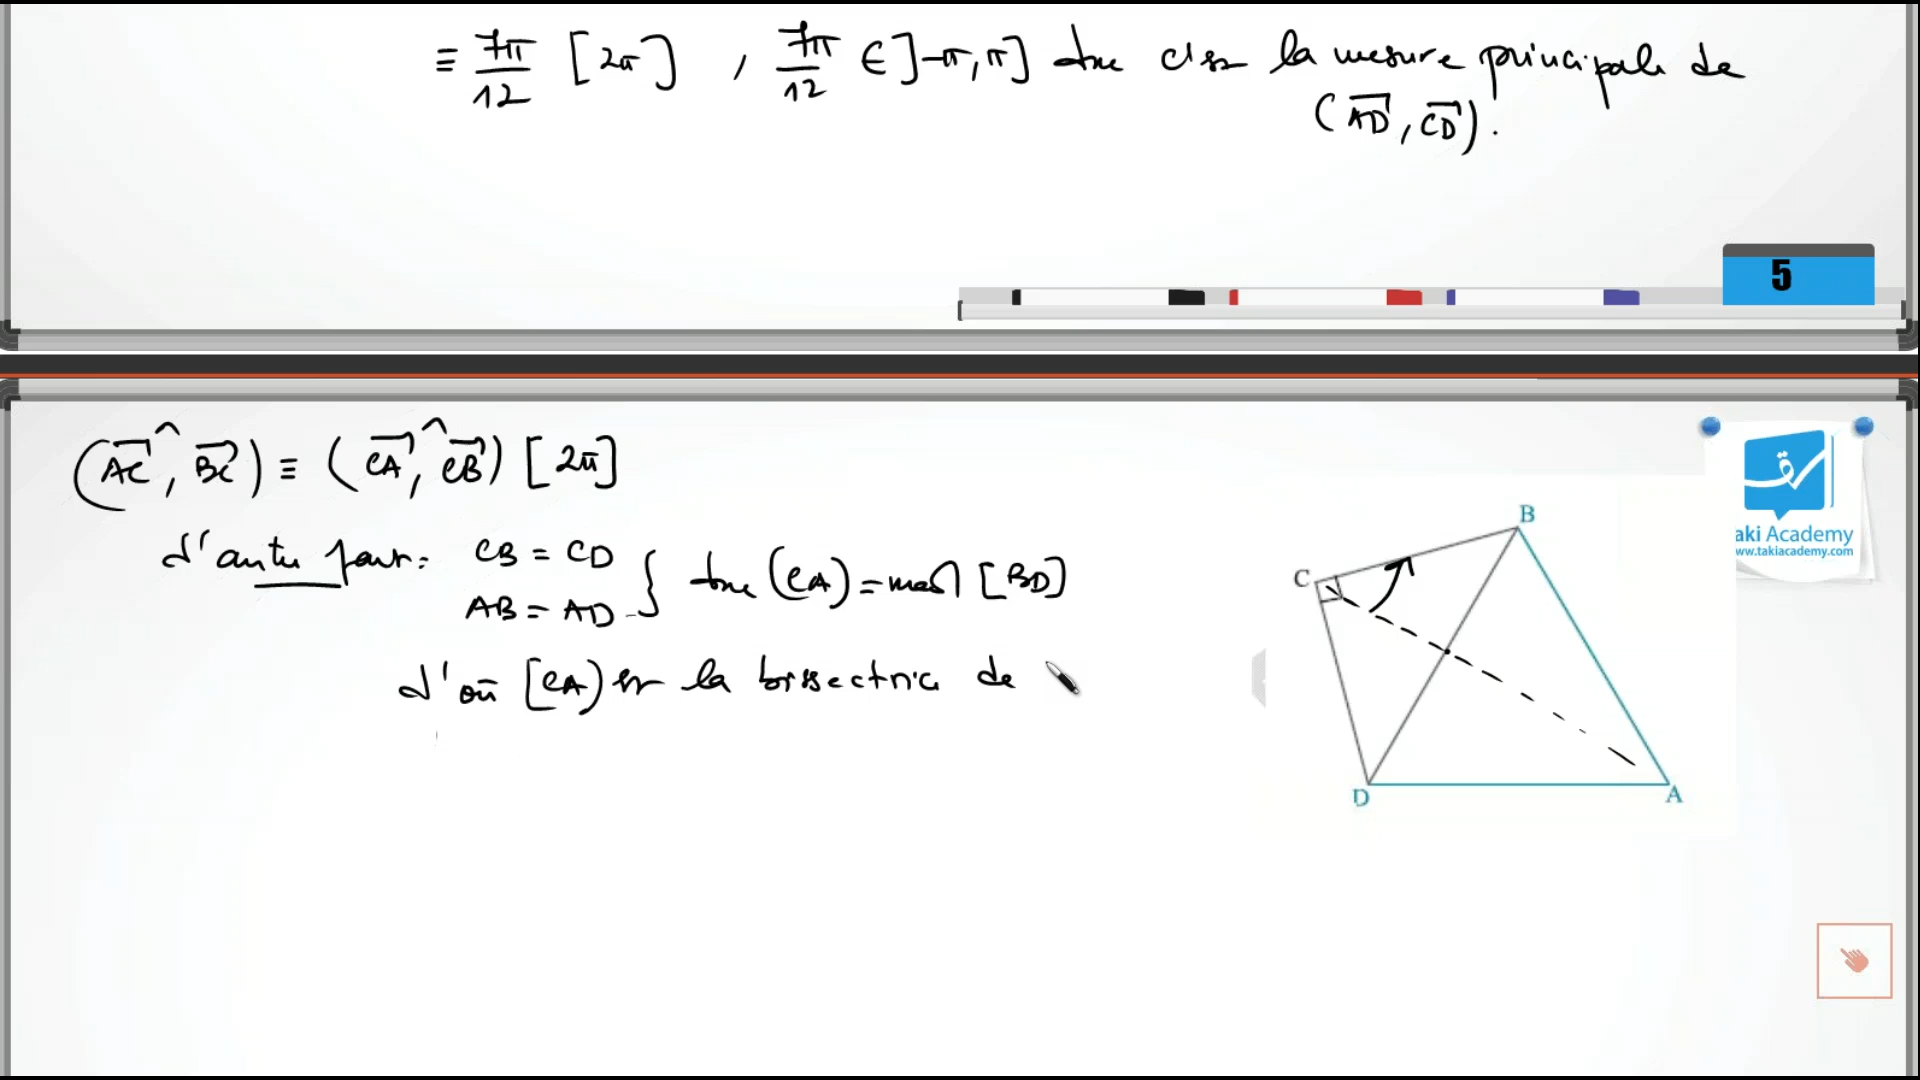 ≡ 7π/12 [2π] , 7π/12 ∈ ]-π, π] donc c'est la mesure principale de
(AD, CD).
5
(AC, BC) ≡ (CA, CB) [2π]
d'autre part: CB = CD
AB = AD } donc (CA) = med [BD]
d'où [CA) est la bissectrice de
B
C
D
A
aki Academy
www.takiacademy.com